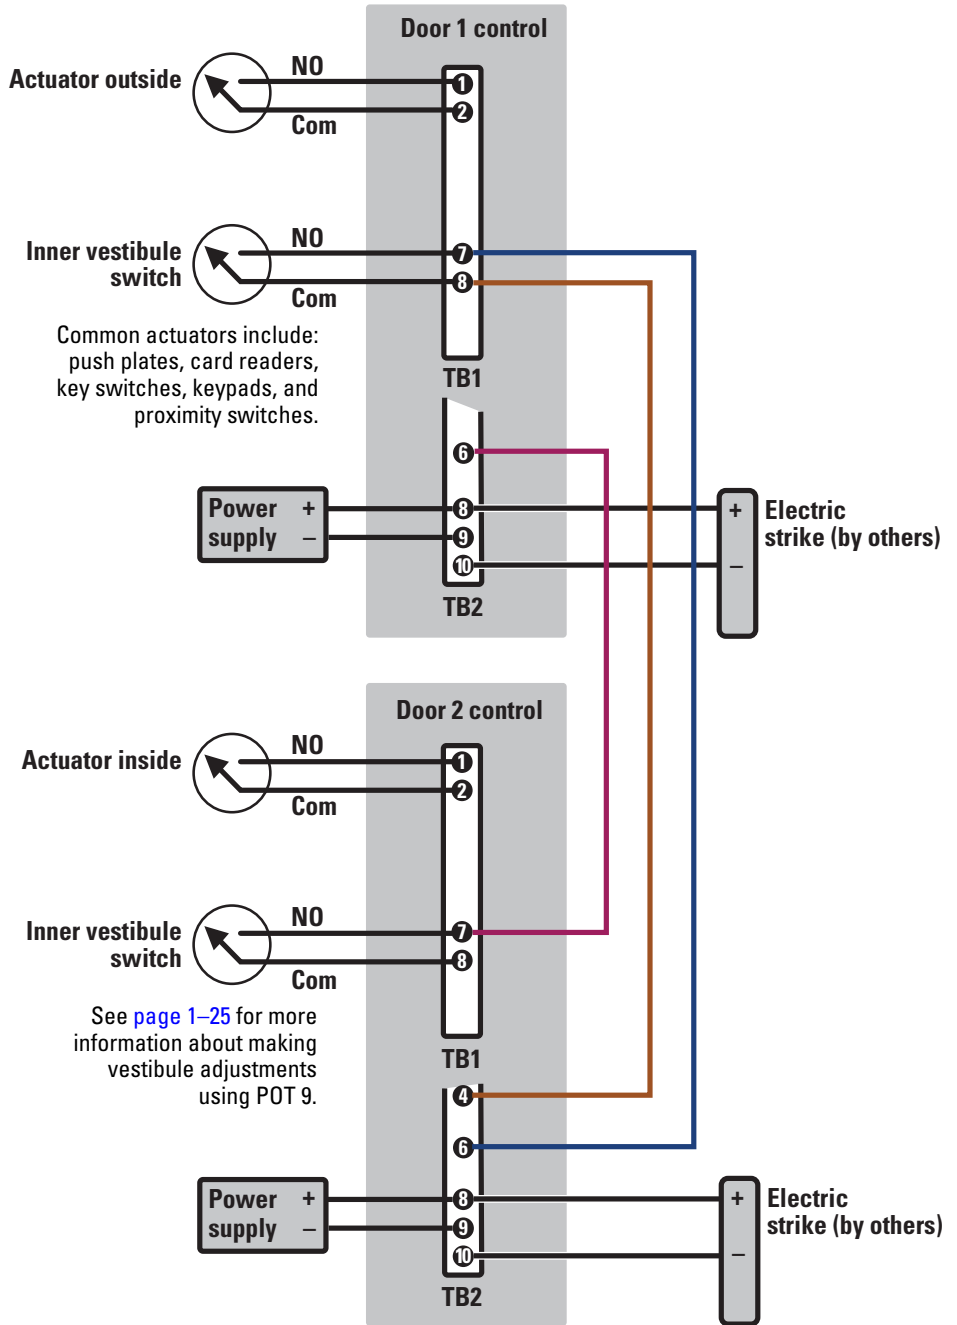 Door 1 control
Actuator outside
NO
Com
1
2
Inner vestibule
switch
NO
Com
7
8
Common actuators include:
push plates, card readers,
key switches, keypads, and
proximity switches.
TB1
6
Power +
supply –
8
9
10
+
–
Electric
strike (by others)
TB2
Door 2 control
Actuator inside
NO
Com
1
2
Inner vestibule
switch
NO
Com
7
8
See page 1–25 for more
information about making
vestibule adjustments
using POT 9.
TB1
4
6
Power +
supply –
8
9
10
+
–
Electric
strike (by others)
TB2